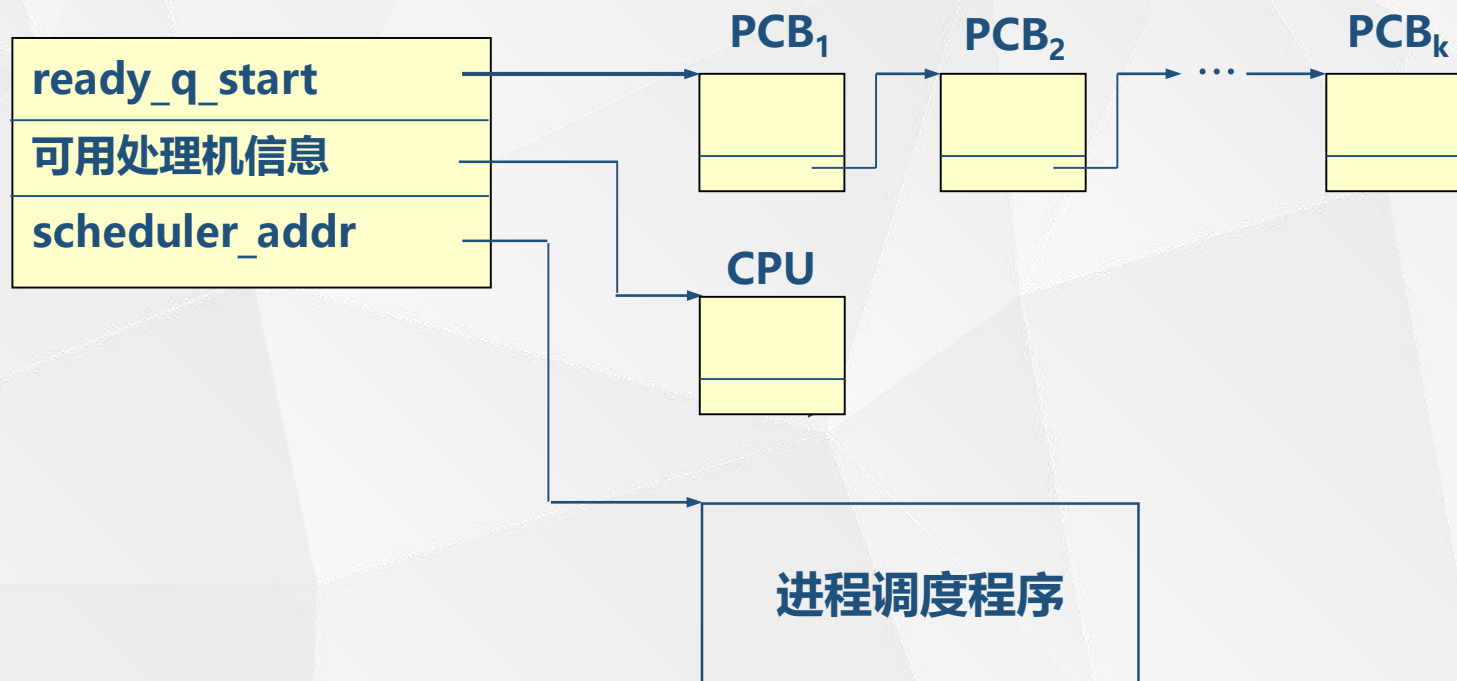 PCB₁
PCB₂
PCBₖ
ready_q_start
…
可用处理机信息
scheduler_addr
CPU
进程调度程序